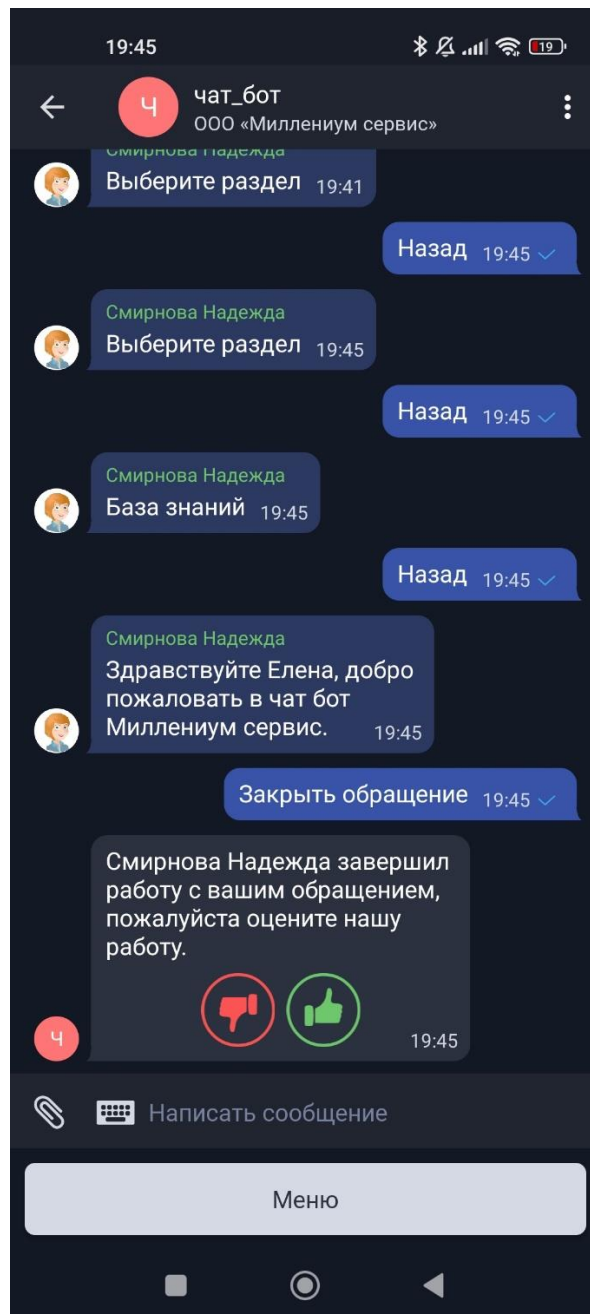 19:45
19
Ч
чат_бот
ООО «Миллениум сервис»
Смирнова Надежда
Выберите раздел 19:41
Назад 19:45
Смирнова Надежда
Выберите раздел 19:45
Назад 19:45
Смирнова Надежда
База знаний 19:45
Назад 19:45
Смирнова Надежда
Здравствуйте Елена, добро
пожаловать в чат бот
Миллениум сервис. 19:45
Закрыть обращение 19:45
Смирнова Надежда завершил
работу с вашим обращением,
пожалуйста оцените нашу
работу.
Ч
19:45
Написать сообщение
Меню